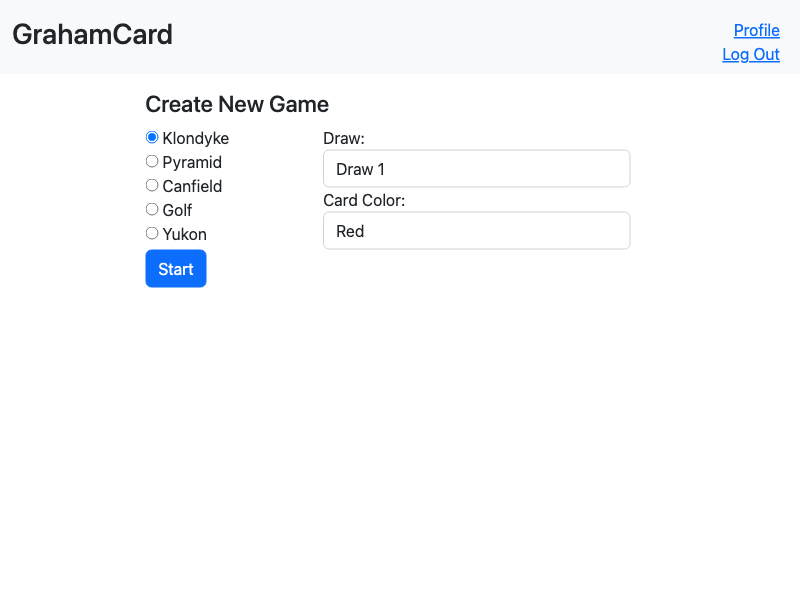 GrahamCard
Profile
Log Out
Create New Game
Klondyke
Pyramid
Canfield
Golf
Yukon
Start
Draw:
Draw 1
Card Color:
Red